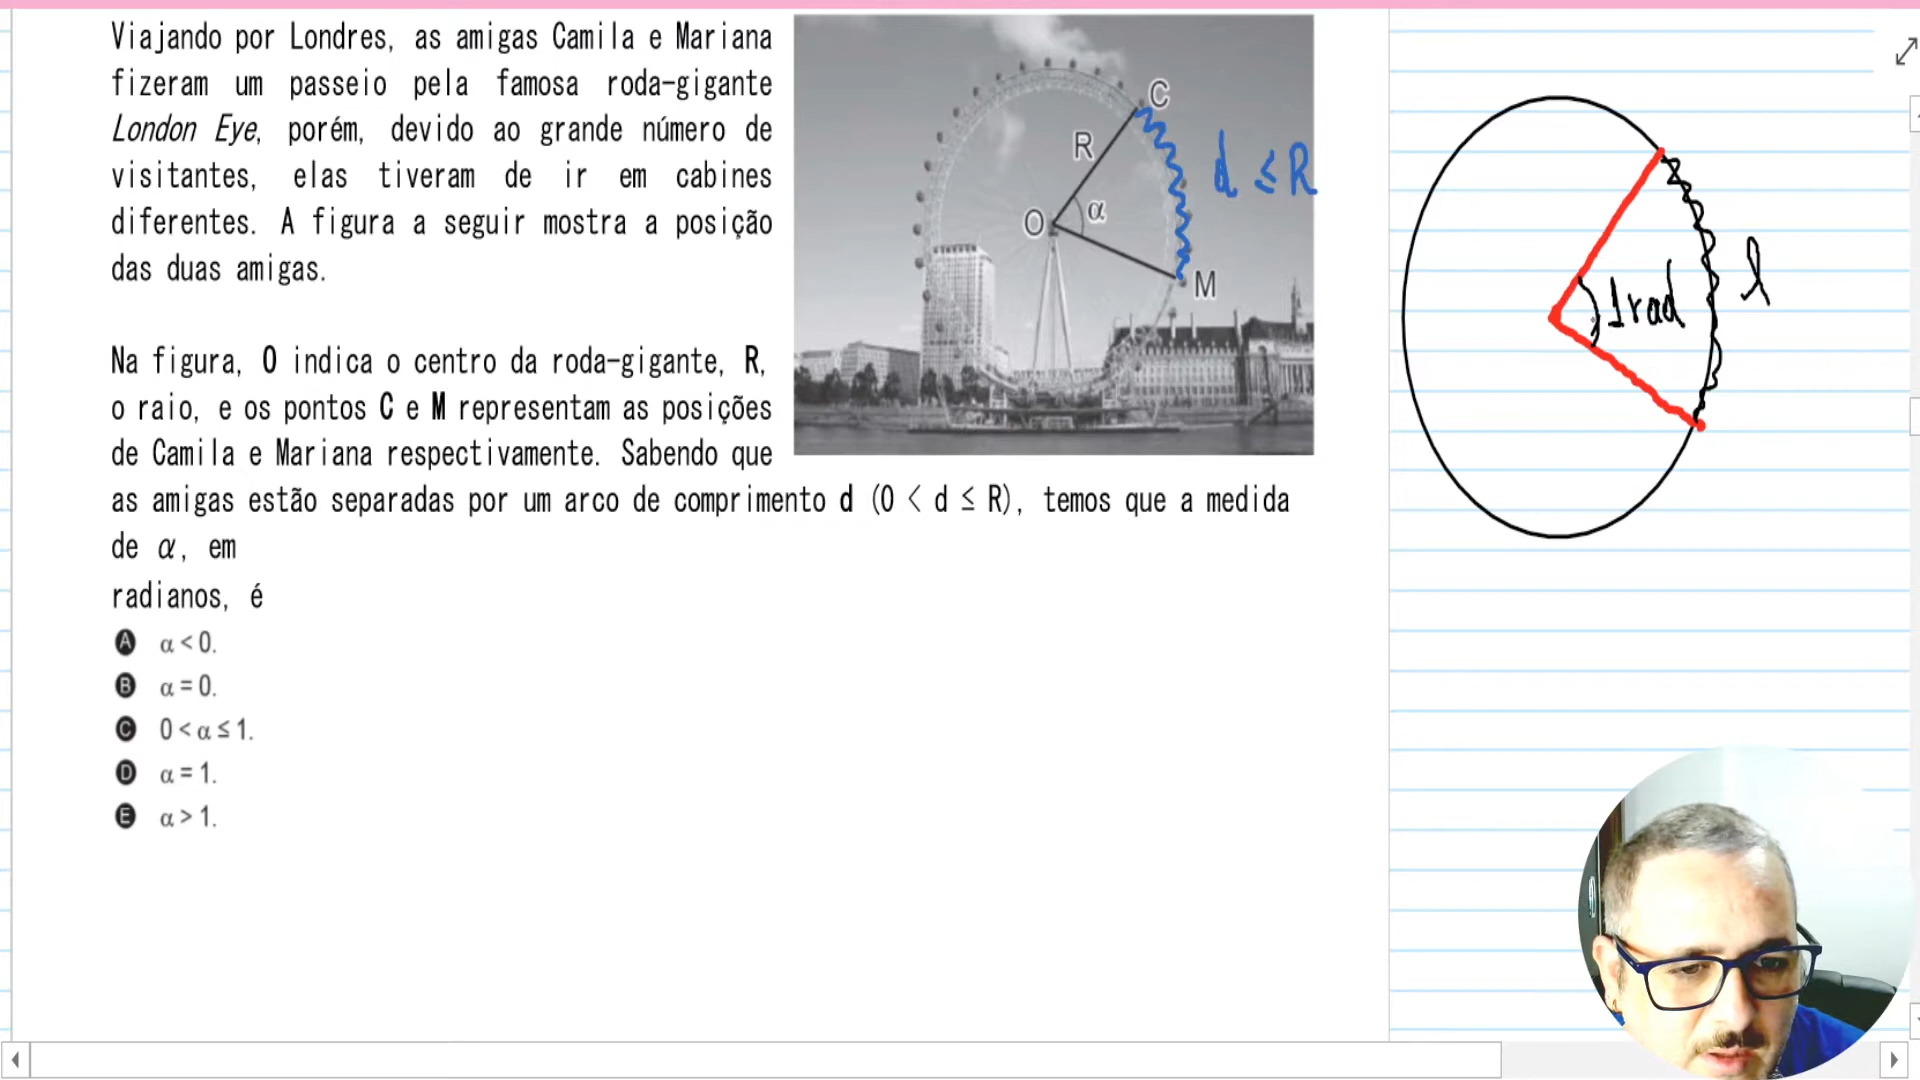 Viajando por Londres, as amigas Camila e Mariana
fizeram um passeio pela famosa roda-gigante
London Eye, porém, devido ao grande número de
visitantes, elas tiveram de ir em cabines
diferentes. A figura a seguir mostra a posição
das duas amigas.
Na figura, O indica o centro da roda-gigante, R,
o raio, e os pontos C e M representam as posições
de Camila e Mariana respectivamente. Sabendo que
as amigas estão separadas por um arco de comprimento d (0 < d ≤ R), temos que a medida
de α, em
radianos, é
A α < 0.
B α = 0.
C 0 < α ≤ 1.
D α = 1.
E α > 1.
C
R
α
O
M
d ≤ R
1 rad
l